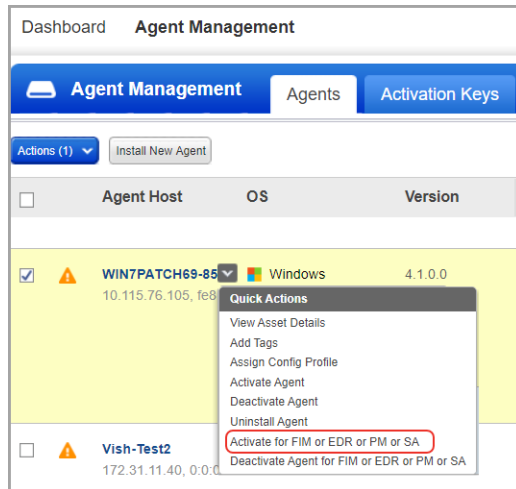 Dashboard Agent Management
Agent Management Agents Activation Keys
Actions (1) Install New Agent
Agent Host OS Version
WIN7PATCH69-85 Windows 4.1.0.0
10.115.76.105, fe8
Quick Actions
View Asset Details
Add Tags
Assign Config Profile
Activate Agent
Deactivate Agent
Uninstall Agent
Activate for FIM or EDR or PM or SA
Deactivate Agent for FIM or EDR or PM or SA
Vish-Test2
172.31.11.40, 0:0:0